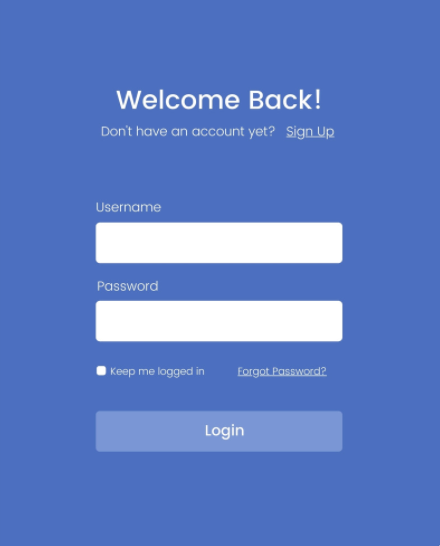 Welcome Back!
Don't have an account yet? Sign Up
Username
Password
Keep me logged in Forgot Password?
Login